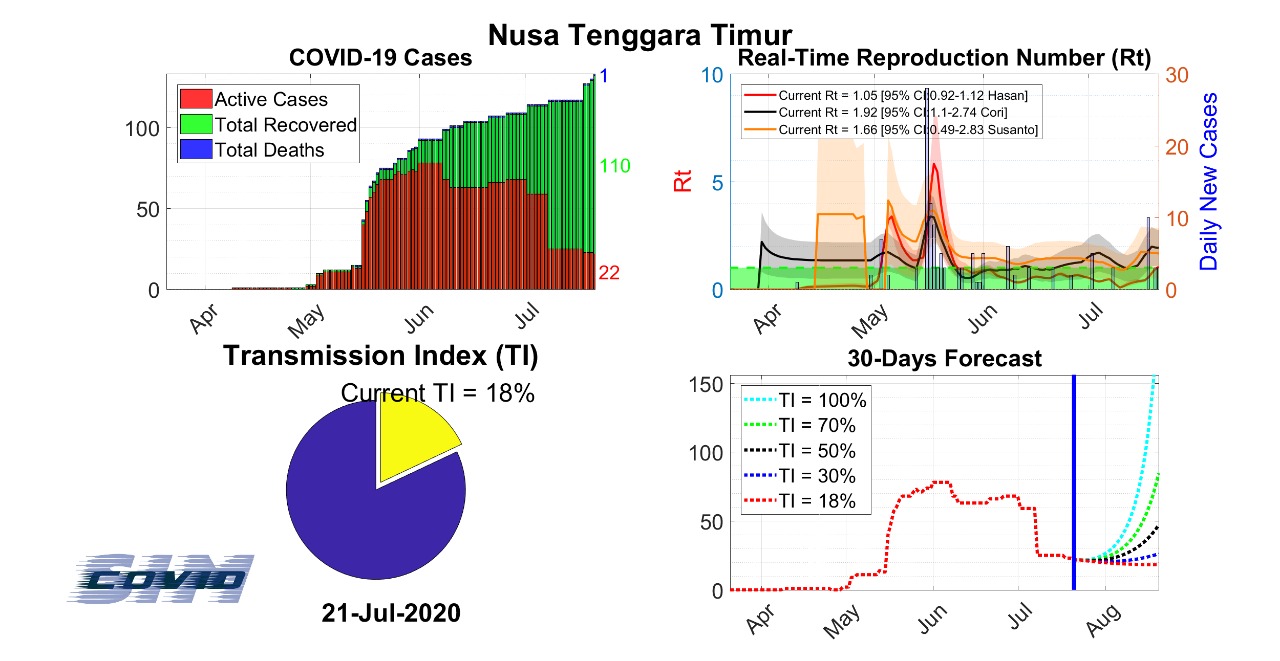 Nusa Tenggara Timur
COVID-19 Cases
Active Cases
Total Recovered
Total Deaths
100
50
0
Apr
May
Jun
Jul
1
110
22
Real-Time Reproduction Number (Rt)
Current Rt = 1.05 [95% CI:0.92-1.12 Hasan]
Current Rt = 1.92 [95% CI:1.1-2.74 Cori]
Current Rt = 1.66 [95% CI:0.49-2.83 Susanto]
10
5
0
Rt
30
20
10
0
Daily New Cases
Apr
May
Jun
Jul
Transmission Index (TI)
Current TI = 18%
21-Jul-2020
SIN
COVID
30-Days Forecast
TI = 100%
TI = 70%
TI = 50%
TI = 30%
TI = 18%
150
100
50
0
Apr
May
Jun
Jul
Aug